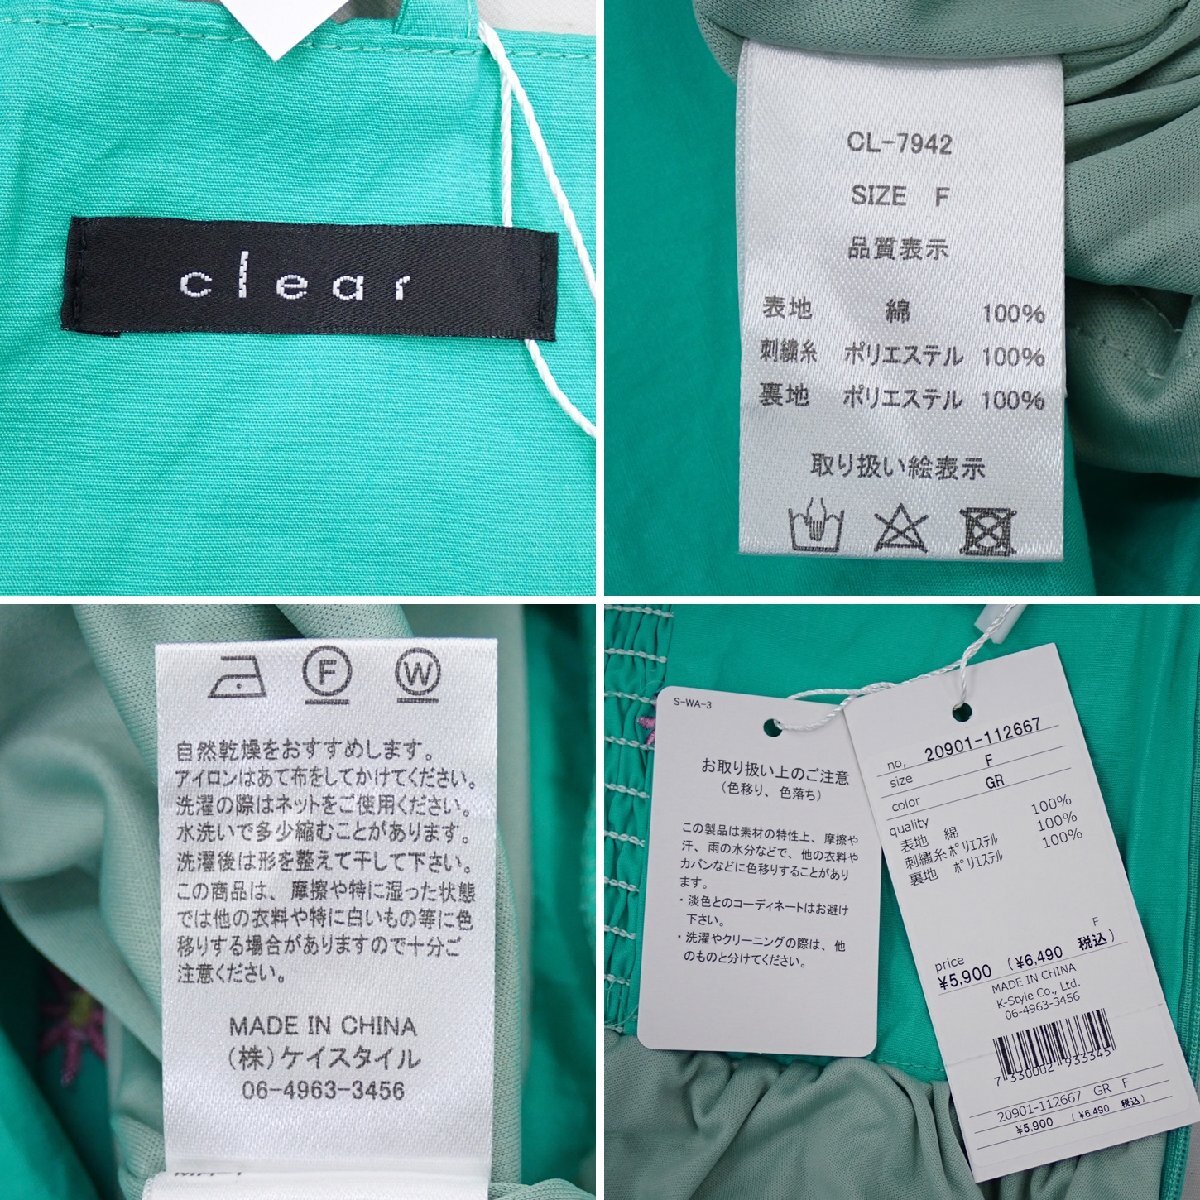 clear
CL-7942
SIZE F
品質表示
表地 綿 100%
刺繍糸 ポリエステル 100%
裏地 ポリエステル 100%
取り扱い絵表示
F W
自然乾燥をおすすめします。
アイロンはあて布をしてかけてください。
洗濯の際はネットをご使用ください。
水洗いで多少縮むことがあります。
洗濯後は形を整えて干して下さい。
この商品は、摩擦や特に湿った状態
では他の衣料や特に白いもの等に色
移りする場合がありますので十分ご
注意ください。
MADE IN CHINA
(株)ケイスタイル
06-4963-3456
S-WA-3
お取り扱い上のご注意
(色移り、色落ち)
この製品は素材の特性上、摩擦や
汗、雨の水分などで、他の衣料や
カバンなどに色移りすることがあり
ます。
・淡色とのコーディネートはお避け
下さい。
・洗濯やクリーニングの際は、他
のものと分けてください。
no. 20901-112667
size F
color GR
quality
表地 綿 100%
刺繍糸ポリエステル 100%
裏地 ポリエステル 100%
F
price
¥5,900 (¥6,490 税込)
MADE IN CHINA
K-Style Co., Ltd.
06-4963-3456
7 330002 933345
20901-112667 GR F
¥5,900 (¥6,490 税込)